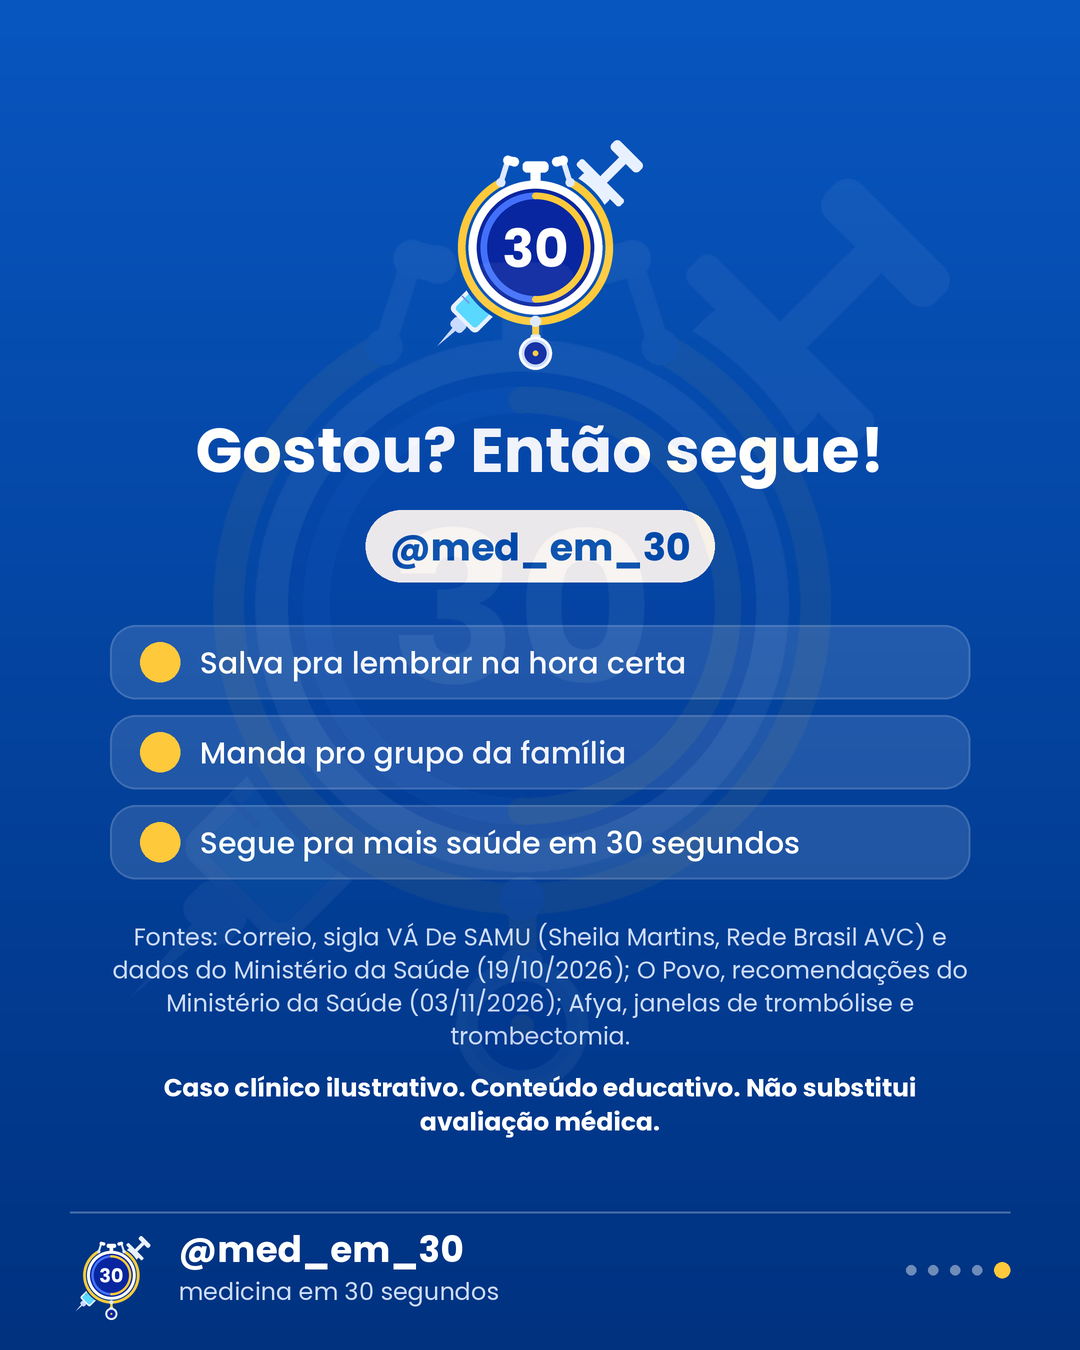 30
Gostou? Então segue!
@med_em_30
30
Salva pra lembrar na hora certa
Manda pro grupo da família
Segue pra mais saúde em 30 segundos
Fontes: Correio, sigla VÁ De SAMU (Sheila Martins, Rede Brasil AVC) e
dados do Ministério da Saúde (19/10/2026); O Povo, recomendações do
Ministério da Saúde (03/11/2026); Afya, janelas de trombólise e
trombectomia.
Caso clínico ilustrativo. Conteúdo educativo. Não substitui
avaliação médica.
30
@med_em_30
medicina em 30 segundos